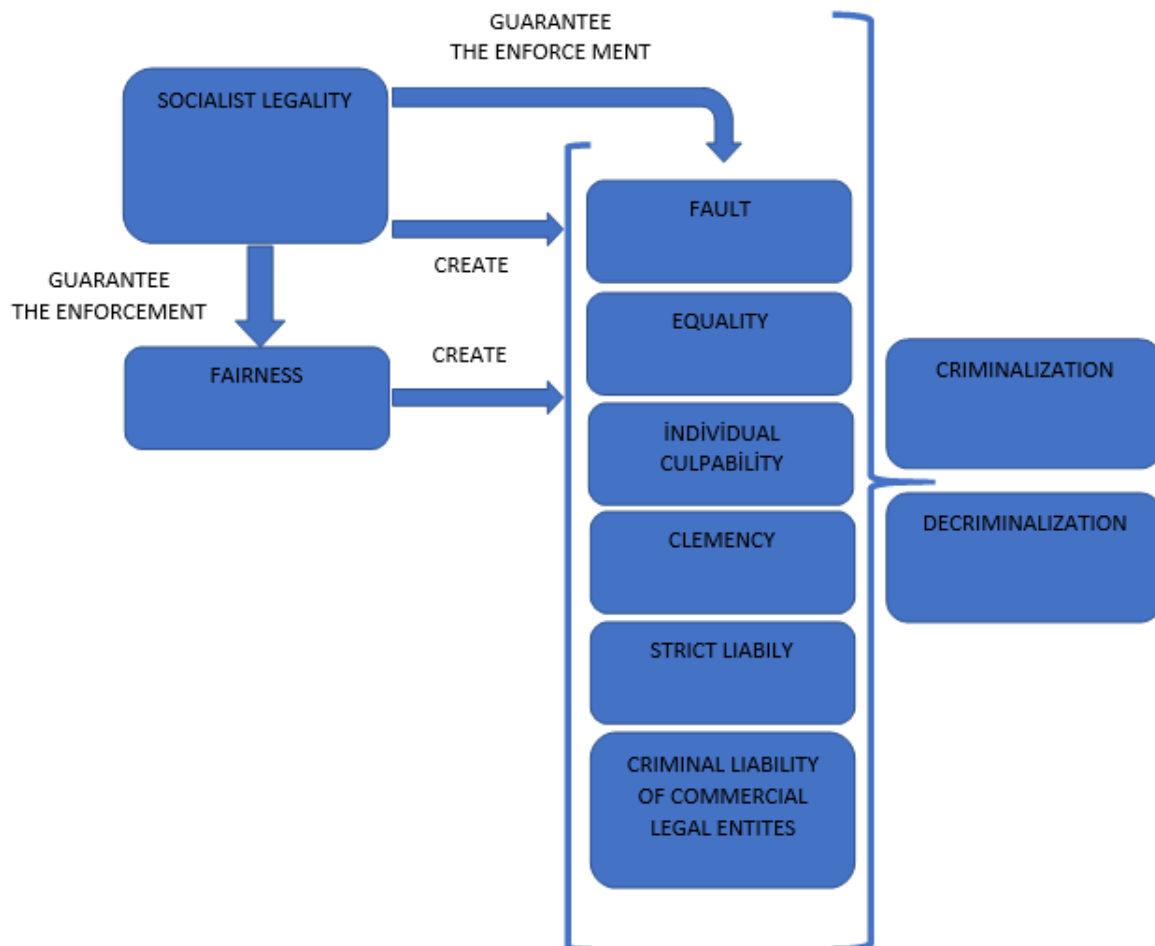 GUARANTEE
THE ENFORCE MENT
SOCIALIST LEGALITY
FAULT
CREATE
GUARANTEE
THE ENFORCEMENT
EQUALITY
CREATE
FAIRNESS
CRIMINALIZATION
İNDİVİDUAL
CULPABİLİTY
CLEMENCY
DECRIMINALIZATION
STRICT LIABILY
CRIMINAL LIABILITY
OF COMMERCIAL
LEGAL ENTITES